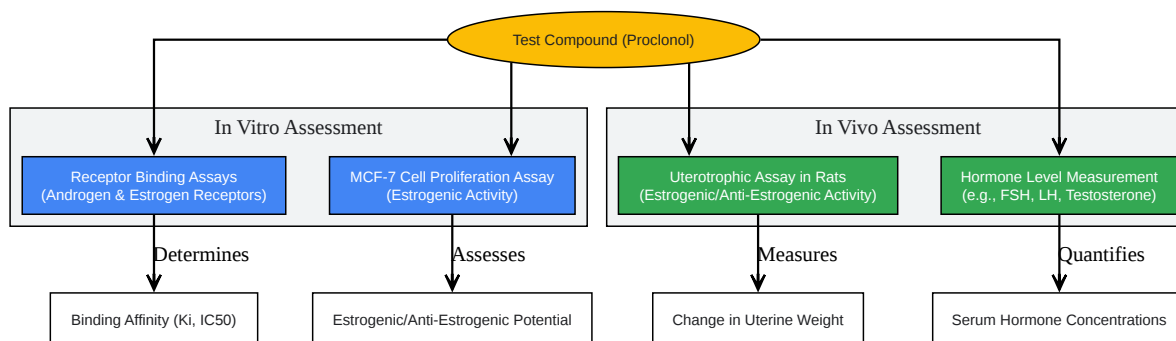 Test Compound (Proclonol)
In Vitro Assessment
In Vivo Assessment
Receptor Binding Assays
(Androgen & Estrogen Receptors)
MCF-7 Cell Proliferation Assay
(Estrogenic Activity)
Uterotrophic Assay in Rats
(Estrogenic/Anti-Estrogenic Activity)
Hormone Level Measurement
(e.g., FSH, LH, Testosterone)
Determines
Assesses
Measures
Quantifies
Binding Affinity (Ki, IC50)
Estrogenic/Anti-Estrogenic Potential
Change in Uterine Weight
Serum Hormone Concentrations